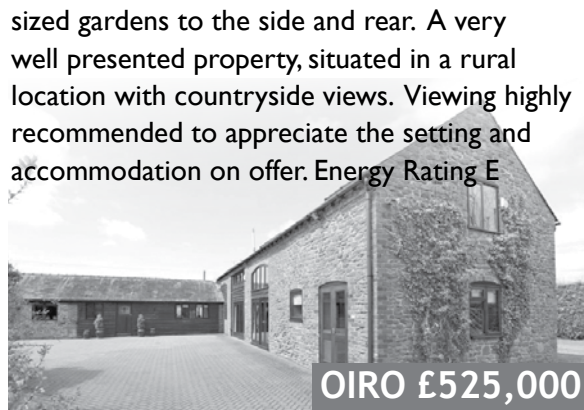 sized gardens to the side and rear. A very
well presented property, situated in a rural
location with countryside views. Viewing highly
recommended to appreciate the setting and
accommodation on offer. Energy Rating E
OIRO £525,000